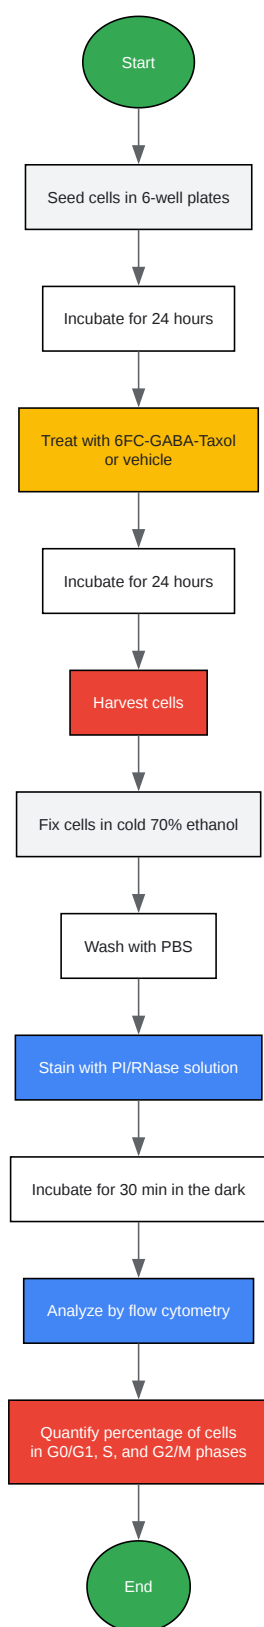 Start
Seed cells in 6-well plates
Incubate for 24 hours
Treat with 6FC-GABA-Taxol
or vehicle
Incubate for 24 hours
Harvest cells
Fix cells in cold 70% ethanol
Wash with PBS
Stain with PI/RNase solution
Incubate for 30 min in the dark
Analyze by flow cytometry
Quantify percentage of cells
in G0/G1, S, and G2/M phases
End